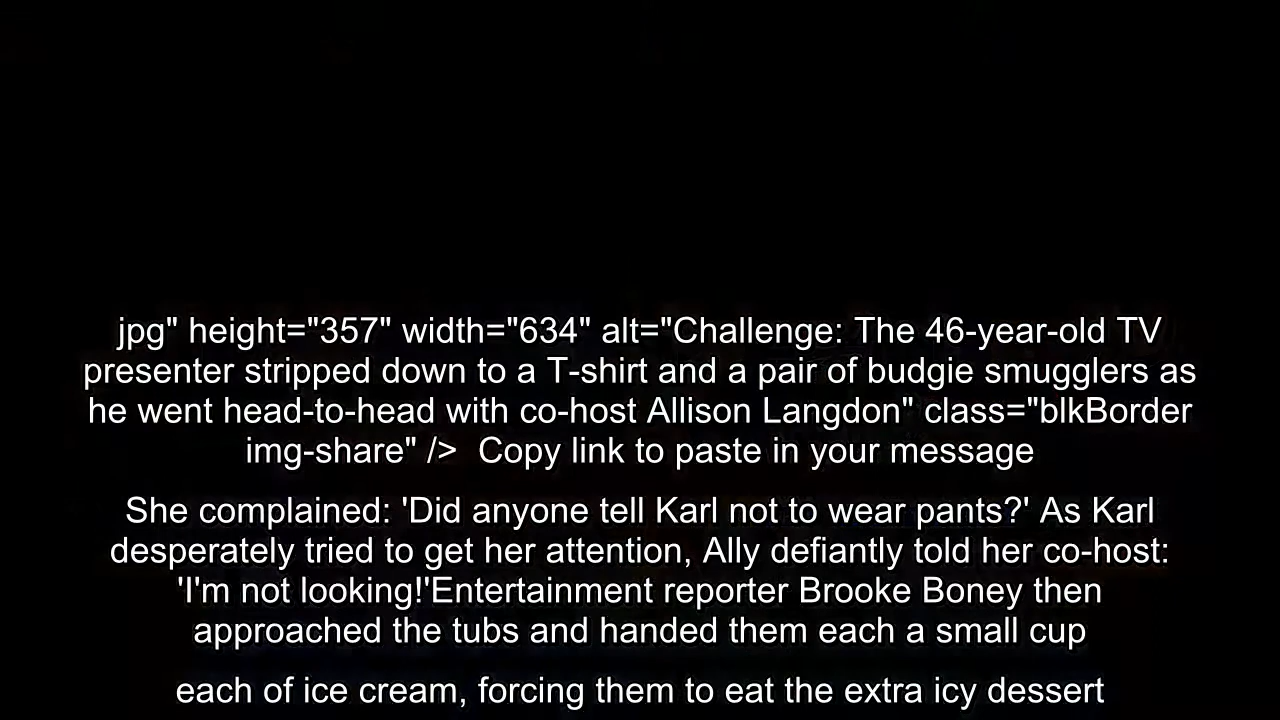 jpg" height="357" width="634" alt="Challenge: The 46-year-old TV
presenter stripped down to a T-shirt and a pair of budgie smugglers as
he went head-to-head with co-host Allison Langdon" class="blkBorder
img-share" />  Copy link to paste in your message
She complained: 'Did anyone tell Karl not to wear pants?' As Karl
desperately tried to get her attention, Ally defiantly told her co-host:
'I'm not looking!'Entertainment reporter Brooke Boney then
approached the tubs and handed them each a small cup
each of ice cream, forcing them to eat the extra icy dessert